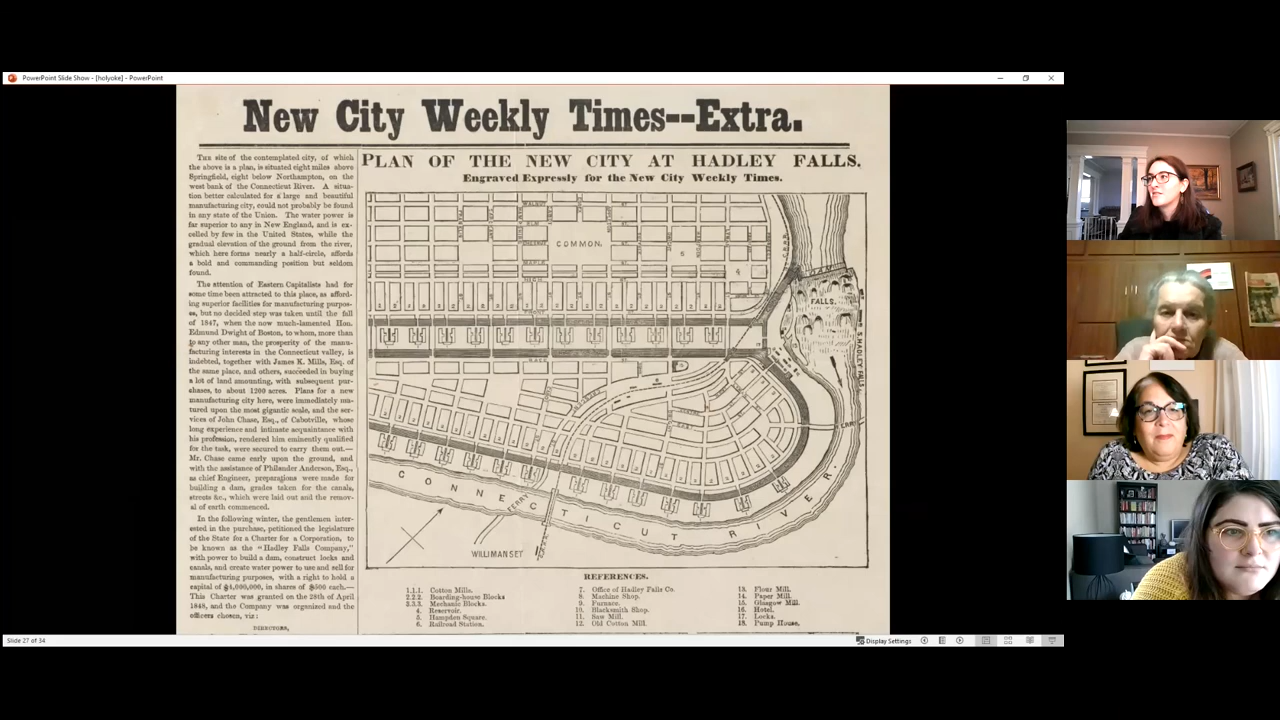 PowerPoint Slide Show - [holyoke] - PowerPoint
New City Weekly Times--Extra.
THE site of the contemplated city, of which
the above is a plan, is situated eight miles above
Springfield, eight below Northampton, on the
west bank of the Connecticut River. A situa-
tion better calculated for a large and beautiful
manufacturing city, could not probably be found
in any state of the Union. The water power is
far superior to any in New England, and is ex-
celled by few in the United States, while the
gradual elevation of the ground from the river,
which here forms nearly a half-circle, affords
a bold and commanding position but seldom
found.
The attention of Eastern Capitalists had for
some time been attracted to this place, as afford-
ing superior facilities for manufacturing purpo-
ses, but no decided step was taken until the fall
of 1847, when the now much-lamented Hon.
Edmund Dwight of Boston, to whom, more than
to any other man, the prosperity of the manu-
facturing interests in the Connecticut valley, is
indebted, together with James K. Mills, Esq. of
the same place, and others, succeeded in buying
a lot of land amounting, with subsequent pur-
chases, to about 1200 acres. Plans for a new
manufacturing city here, were immediately ma-
tured upon the most gigantic scale, and the ser-
vices of John Chase, Esq., of Cabotville, whose
long experience and intimate acquaintance with
his profession, rendered him eminently qualified
for the task, were secured to carry them out.—
Mr. Chase came early upon the ground, and
with the assistance of Philander Anderson, Esq.,
as chief Engineer, preparations were made for
building a dam, grades taken for the canals,
streets &c., which were laid out and the remov-
al of earth commenced.
In the following winter, the gentlemen inter-
ested in the purchase, petitioned the legislature
of the State for a Charter for a Corporation, to
be known as the "Hadley Falls Company,"
with power to build a dam, construct locks and
canals, and create water power to use and sell for
manufacturing purposes, with a right to hold a
capital of $4,000,000, in shares of $500 each.—
This Charter was granted on the 28th of April
1848, and the Company was organized and the
officers chosen, viz:
DIRECTORS,
PLAN OF THE NEW CITY AT HADLEY FALLS.
Engraved Expressly for the New City Weekly Times.
WALNUT ST.
ELM ST.
CHESNUT
COMMON.
MAPLE ST.
HIGH
FRONT
RACE ST.
DAM
FALLS.
S. HADLEY FALLS.
FERRY
CONNECTICUT RIVER.
WILLIMANSET
REFERENCES.
1.1.1. Cotton Mills.
2.2.2. Boarding-house Blocks
3.3.3. Mechanic Blocks.
4. Reservoir.
5. Hampden Square.
6. Railroad Station.
7. Office of Hadley Falls Co.
8. Machine Shop.
9. Furnace.
10. Blacksmith Shop.
11. Saw Mill.
12. Old Cotton Mill.
13. Flour Mill.
14. Paper Mill.
15. Glasgow Mill.
16. Hotel.
17. Locks.
18. Pump House.
Slide 27 of 34
Display Settings